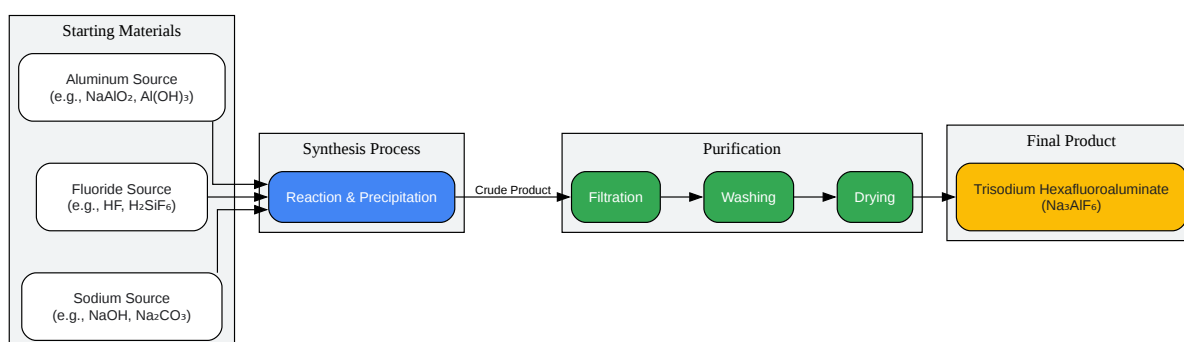 Starting Materials
Aluminum Source
(e.g., NaAlO₂, Al(OH)₃)
Fluoride Source
(e.g., HF, H₂SiF₆)
Sodium Source
(e.g., NaOH, Na₂CO₃)
Synthesis Process
Reaction & Precipitation
Crude Product
Purification
Filtration
Washing
Drying
Final Product
Trisodium Hexafluoroaluminate
(Na₃AlF₆)